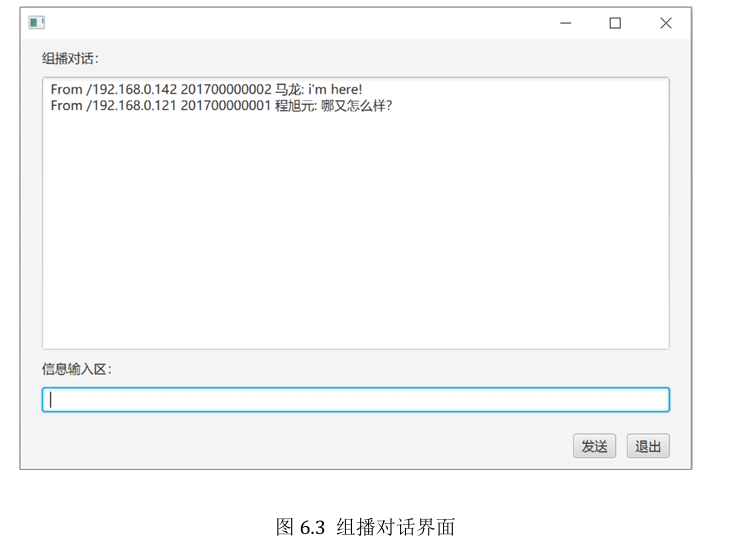 组播对话：
From /192.168.0.142 201700000002 马龙: i'm here!
From /192.168.0.121 201700000001 程旭元: 哪又怎么样？
信息输入区：
发送 退出
图 6.3 组播对话界面